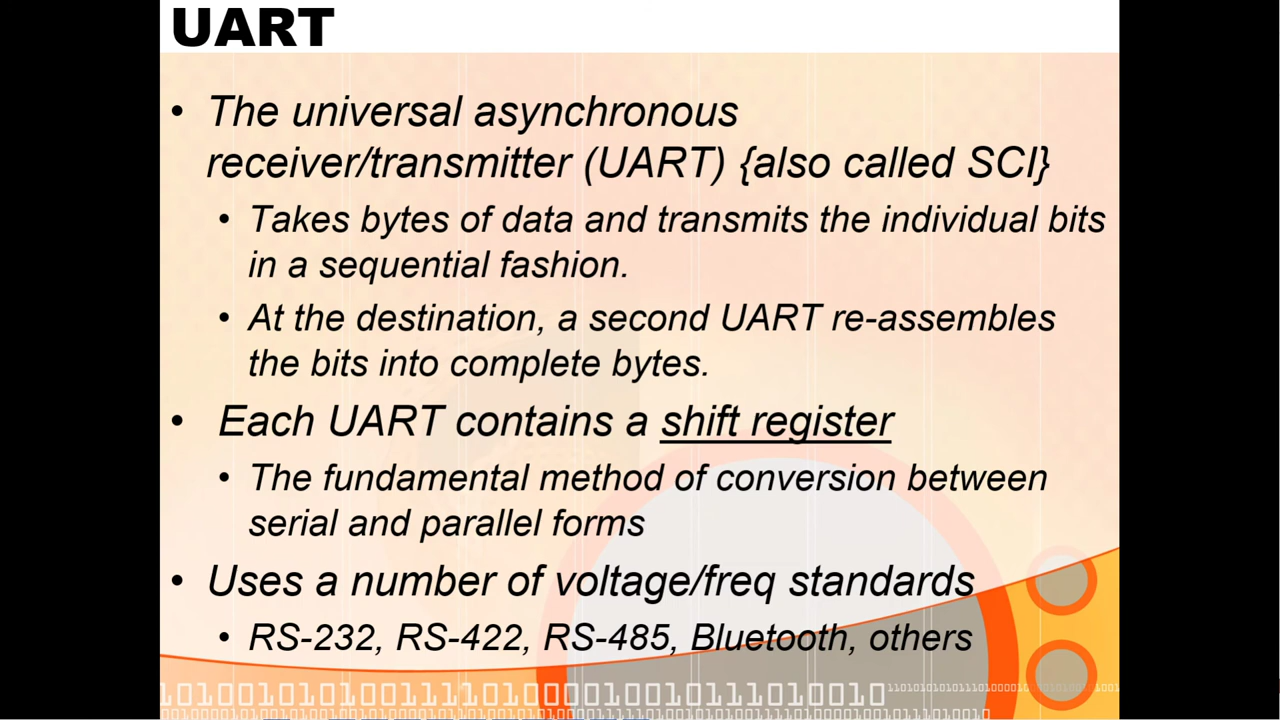 UART
• The universal asynchronous
receiver/transmitter (UART) {also called SCI}
• Takes bytes of data and transmits the individual bits
in a sequential fashion.
• At the destination, a second UART re-assembles
the bits into complete bytes.
• Each UART contains a shift register
• The fundamental method of conversion between
serial and parallel forms
• Uses a number of voltage/freq standards
• RS-232, RS-422, RS-485, Bluetooth, others